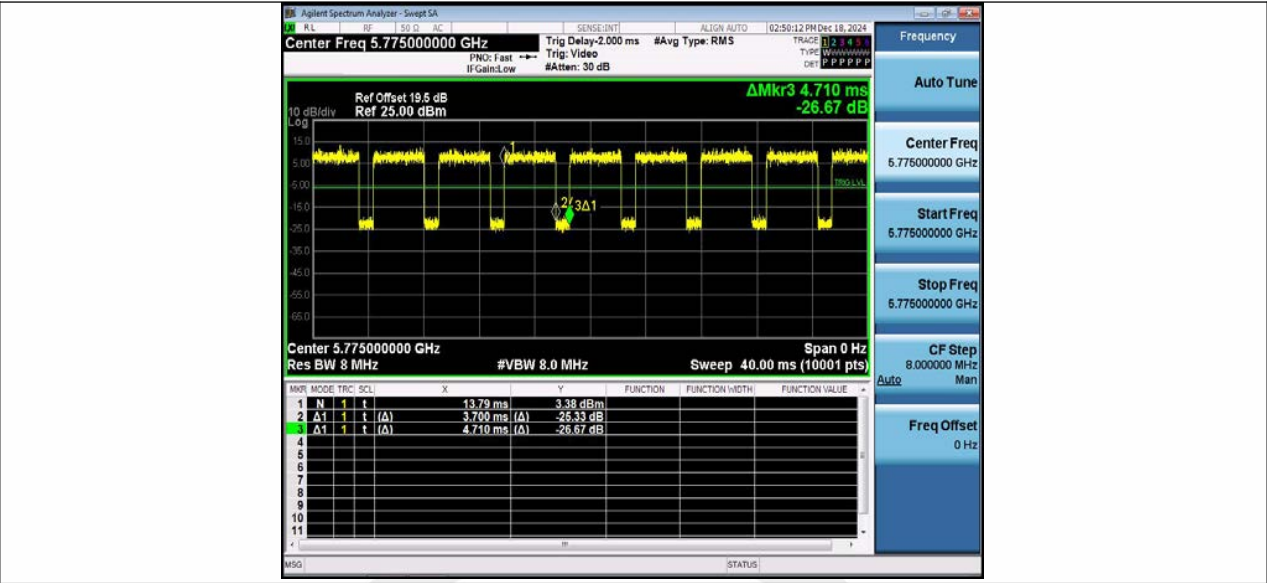 Agilent Spectrum Analyzer - Swept SA
RL RF 50 Ω AC SENSE:INT ALIGN AUTO 02:50:12 PM Dec 18, 2024
Center Freq 5.775000000 GHz
Trig Delay-2.000 ms #Avg Type: RMS
TRACE 1 2 3 4 5 6
PNO: Fast Trig: Video
TYPE WWWWWW
IFGain:Low #Atten: 30 dB
DET P P P P P P
ΔMkr3 4.710 ms
-26.67 dB
Ref Offset 19.5 dB
10 dB/div Ref 25.00 dBm
Log
15.0
5.00
-5.00
-15.0
-25.0
-35.0
-45.0
-55.0
-65.0
TRIG LVL
1
2/ 3Δ1
Center 5.775000000 GHz Span 0 Hz
Res BW 8 MHz #VBW 8.0 MHz Sweep 40.00 ms (10001 pts)
MKR MODE TRC SCL X Y FUNCTION FUNCTION WIDTH FUNCTION VALUE
1 N 1 t 13.79 ms 3.38 dBm
2 Δ1 1 t (Δ) 3.700 ms (Δ) -25.33 dB
3 Δ1 1 t (Δ) 4.710 ms (Δ) -26.67 dB
4
5
6
7
8
9
10
11
MSG STATUS
Frequency
Auto Tune
Center Freq
5.775000000 GHz
Start Freq
5.775000000 GHz
Stop Freq
5.775000000 GHz
CF Step
8.000000 MHz
Auto Man
Freq Offset
0 Hz